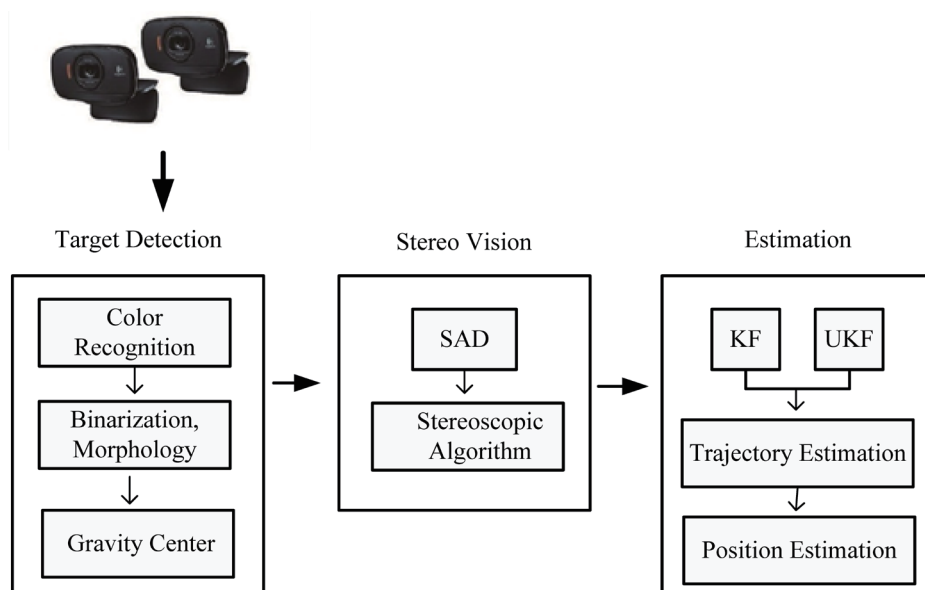 Target Detection
Color
Recognition
Binarization,
Morphology
Gravity Center
Stereo Vision
SAD
Stereoscopic
Algorithm
Estimation
KF
UKF
Trajectory Estimation
Position Estimation